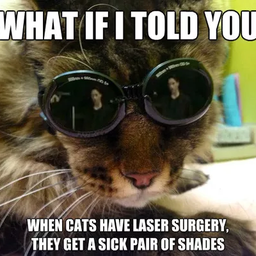 WHAT IF I TOLD YOU
WHEN CATS HAVE LASER SURGERY,
THEY GET A SICK PAIR OF SHADES